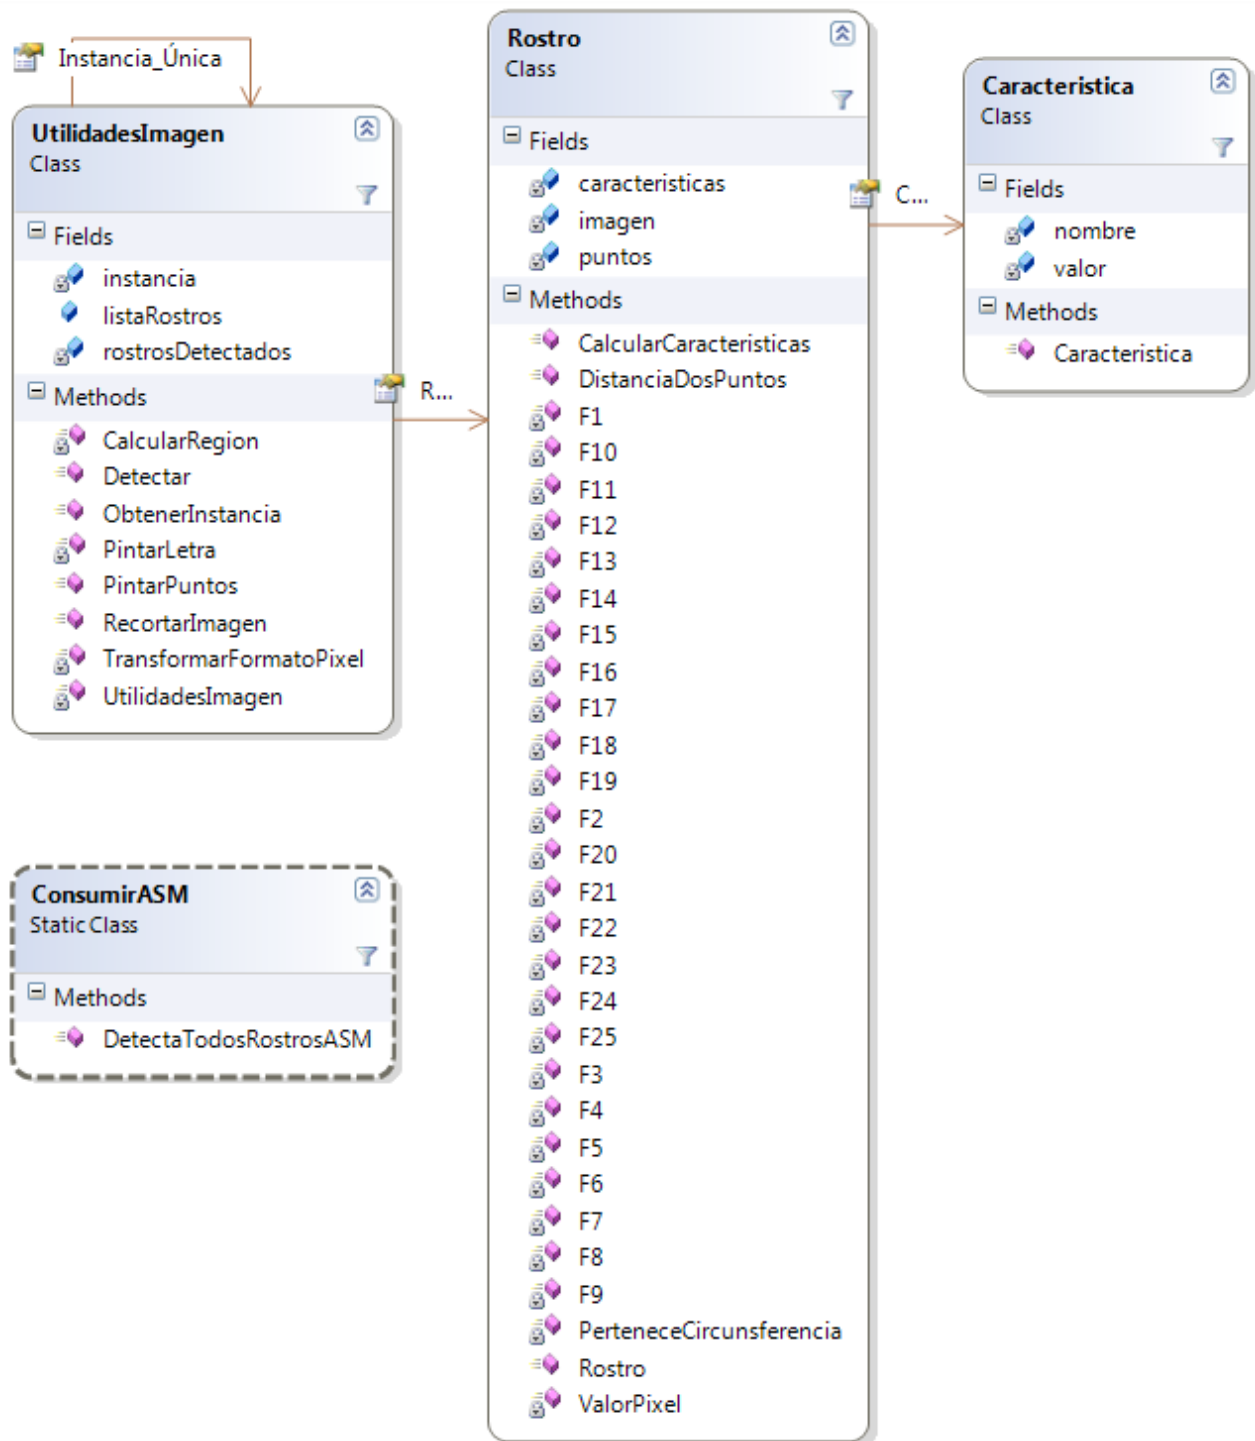 Instancia_Única
UtilidadesImagen
Class
Fields
instancia
listaRostros
rostrosDetectados
Methods
CalcularRegion
Detectar
ObtenerInstancia
PintarLetra
PintarPuntos
RecortarImagen
TransformarFormatoPixel
UtilidadesImagen
R...
ConsumirASM
Static Class
Methods
DetectaTodosRostrosASM
Rostro
Class
Fields
caracteristicas
imagen
puntos
Methods
CalcularCaracteristicas
DistanciaDosPuntos
F1
F10
F11
F12
F13
F14
F15
F16
F17
F18
F19
F2
F20
F21
F22
F23
F24
F25
F3
F4
F5
F6
F7
F8
F9
PerteneceCircunsferencia
Rostro
ValorPixel
C...
Caracteristica
Class
Fields
nombre
valor
Methods
Caracteristica